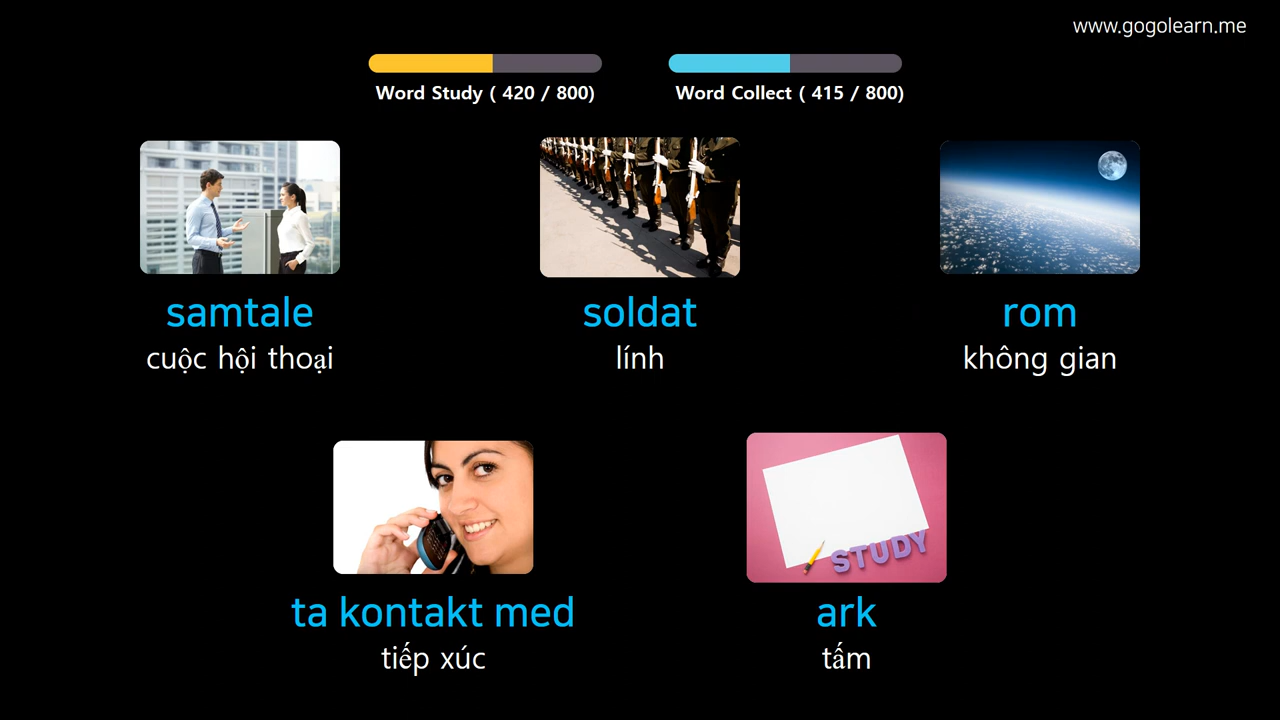 www.gogolearn.me
Word Study ( 420 / 800)
Word Collect ( 415 / 800)
samtale
cuộc hội thoại
soldat
lính
rom
không gian
STUDY
ta kontakt med
tiếp xúc
ark
tấm